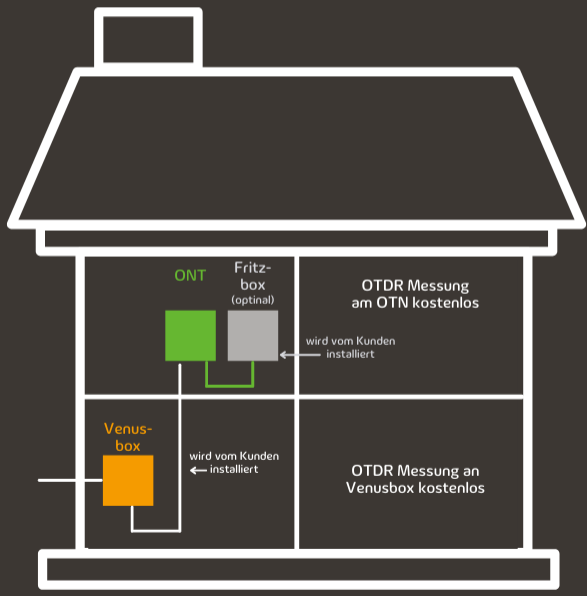 ONT
Fritz-
box
(optinal)
OTDR Messung
am OTN kostenlos
wird vom Kunden
installiert
Venus-
box
wird vom Kunden
installiert
OTDR Messung an
Venusbox kostenlos